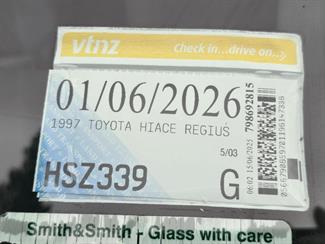 vtnz
Check in...drive on...
01/06/2026
1997 TOYOTA HIACE REGIUS
5/03
HSZ339
G
798692815
Smith&Smith - Glass with care